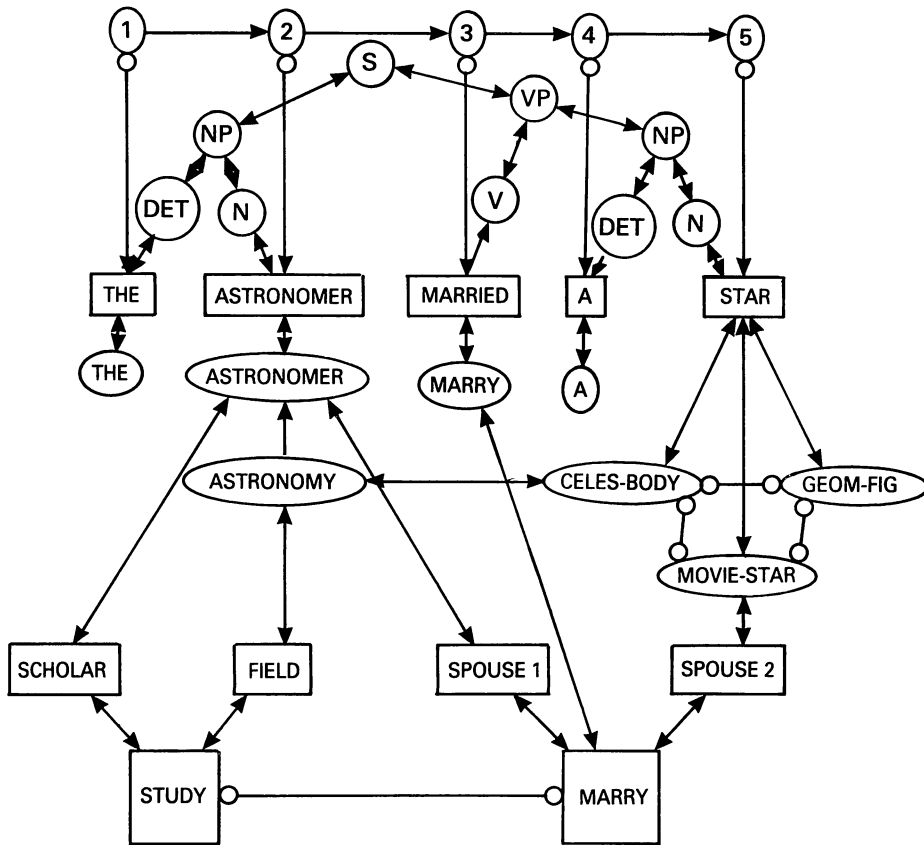 1 2 3 4 5
S
VP
NP NP
DET N V DET N
THE ASTRONOMER MARRIED A STAR
THE ASTRONOMER MARRY A
ASTRONOMY CELES-BODY GEOM-FIG
MOVIE-STAR
SCHOLAR FIELD SPOUSE 1 SPOUSE 2
STUDY MARRY